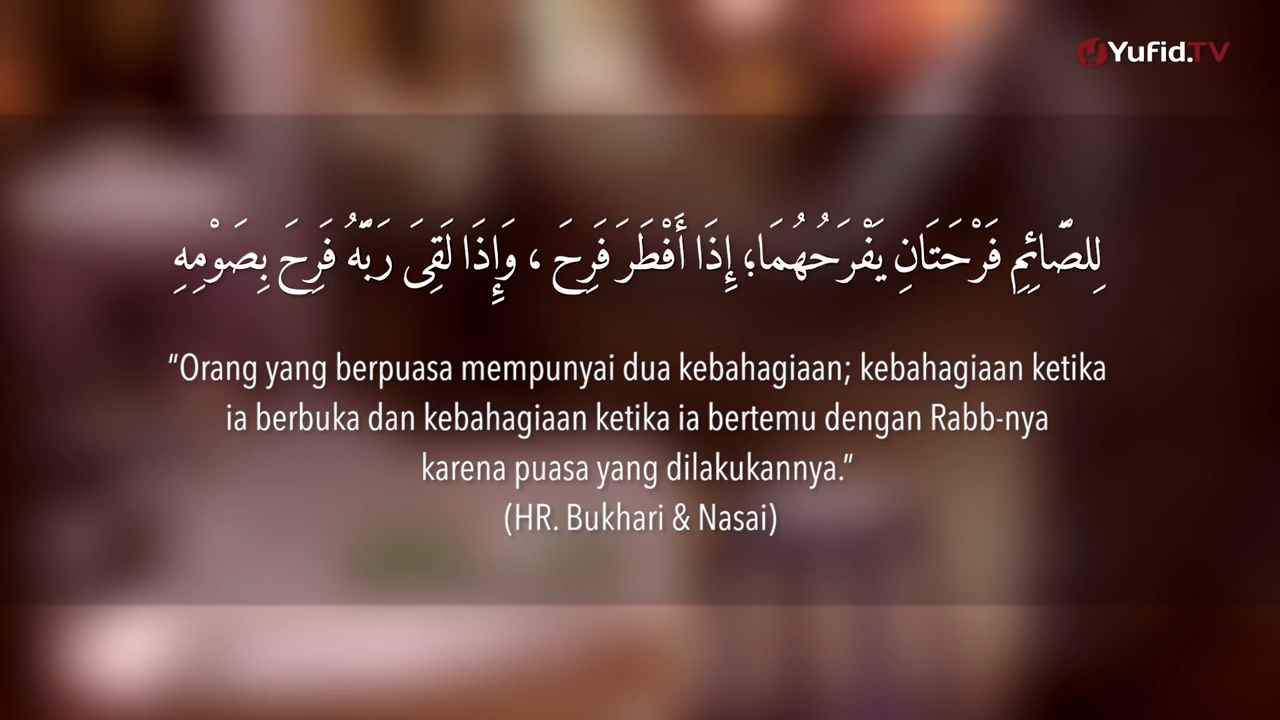 Yufid.TV
لِلصَّائِمِ فَرْحَتَانِ يَفْرَحُهُمَا؛ إِذَا أَفْطَرَ فَرِحَ ، وَإِذَا لَقِىَ رَبَّهُ فَرِحَ بِصَوْمِهِ
"Orang yang berpuasa mempunyai dua kebahagiaan; kebahagiaan ketika
ia berbuka dan kebahagiaan ketika ia bertemu dengan Rabb-nya
karena puasa yang dilakukannya."
(HR. Bukhari & Nasai)